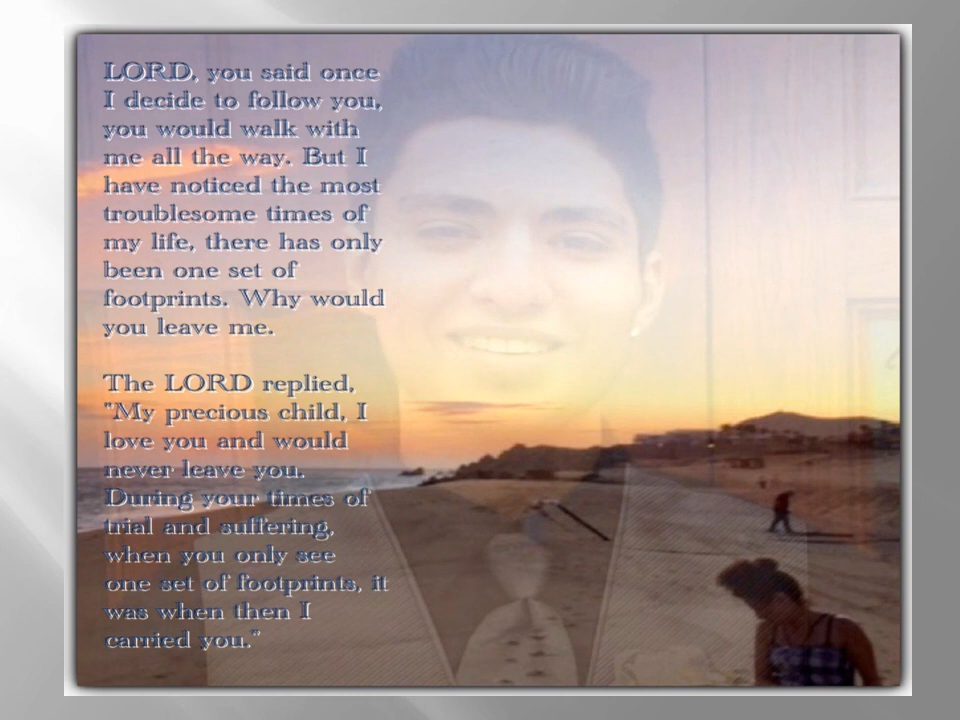 LORD, you said once
I decide to follow you,
you would walk with
me all the way. But I
have noticed the most
troublesome times of
my life, there has only
been one set of
footprints. Why would
you leave me.
The LORD replied,
"My precious child, I
love you and would
never leave you.
During your times of
trial and suffering,
when you only see
one set of footprints, it
was when then I
carried you."